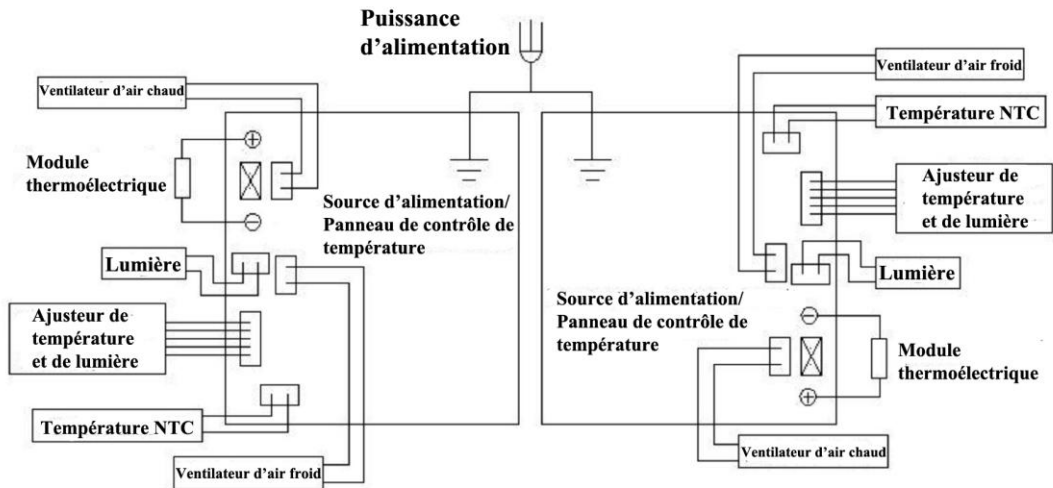 Puissance
d’alimentation
Ventilateur d’air chaud
Module
thermoélectrique
Source d’alimentation/
Panneau de contrôle de
température
Lumière
Ajusteur de
température
et de lumière
Température NTC
Ventilateur d’air froid
Ventilateur d’air froid
Température NTC
Ajusteur de
température
et de lumière
Lumière
Source d’alimentation/
Panneau de contrôle de
température
Module
thermoélectrique
Ventilateur d’air chaud